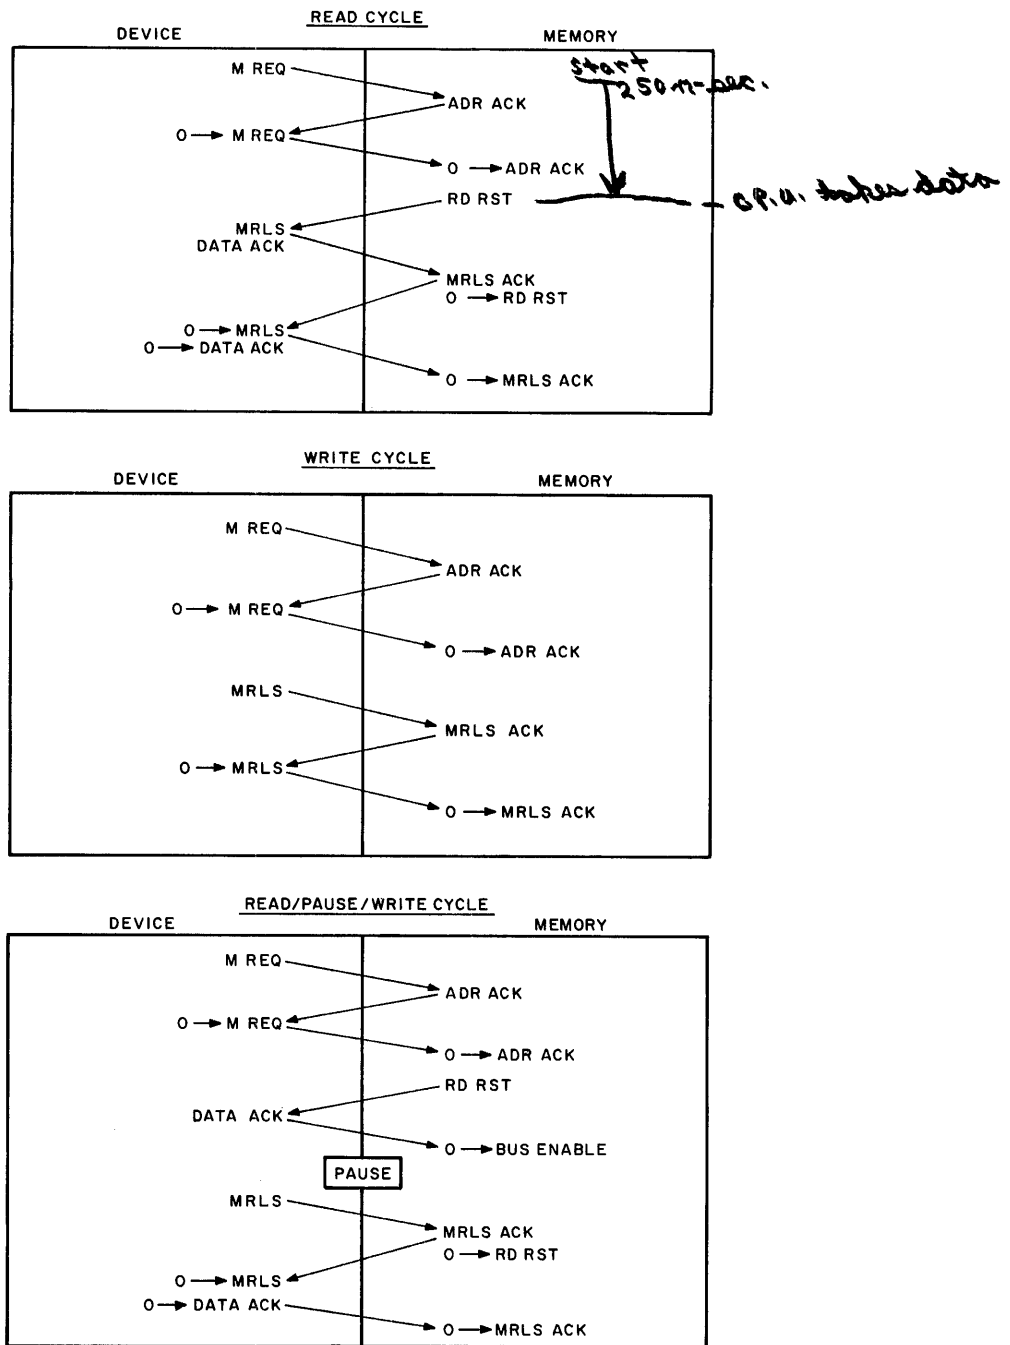 READ CYCLE
DEVICE MEMORY
M REQ start
250 n-sec.
ADR ACK
0 → M REQ
0 → ADR ACK
RD RST - C.P.U. takes data
MRLS
DATA ACK
MRLS ACK
0 → RD RST
0 → MRLS
0 → DATA ACK
0 → MRLS ACK
WRITE CYCLE
DEVICE MEMORY
M REQ
ADR ACK
0 → M REQ
0 → ADR ACK
MRLS
MRLS ACK
0 → MRLS
0 → MRLS ACK
READ/PAUSE/WRITE CYCLE
DEVICE MEMORY
M REQ
ADR ACK
0 → M REQ
0 → ADR ACK
RD RST
DATA ACK
0 → BUS ENABLE
PAUSE
MRLS
MRLS ACK
0 → RD RST
0 → MRLS
0 → DATA ACK
0 → MRLS ACK